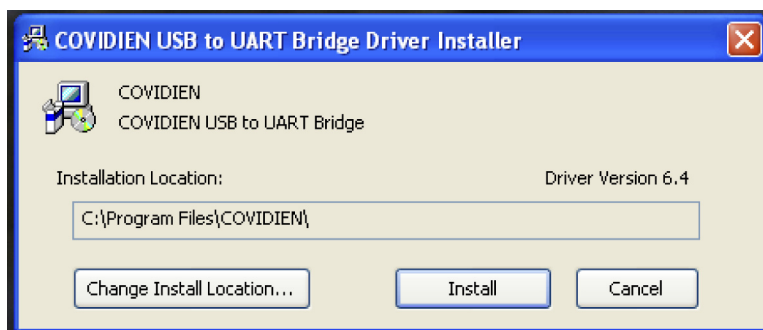 COVIDIEN USB to UART Bridge Driver Installer
COVIDIEN
COVIDIEN USB to UART Bridge
Installation Location: Driver Version 6.4
C:\Program Files\COVIDIEN\
Change Install Location... Install Cancel